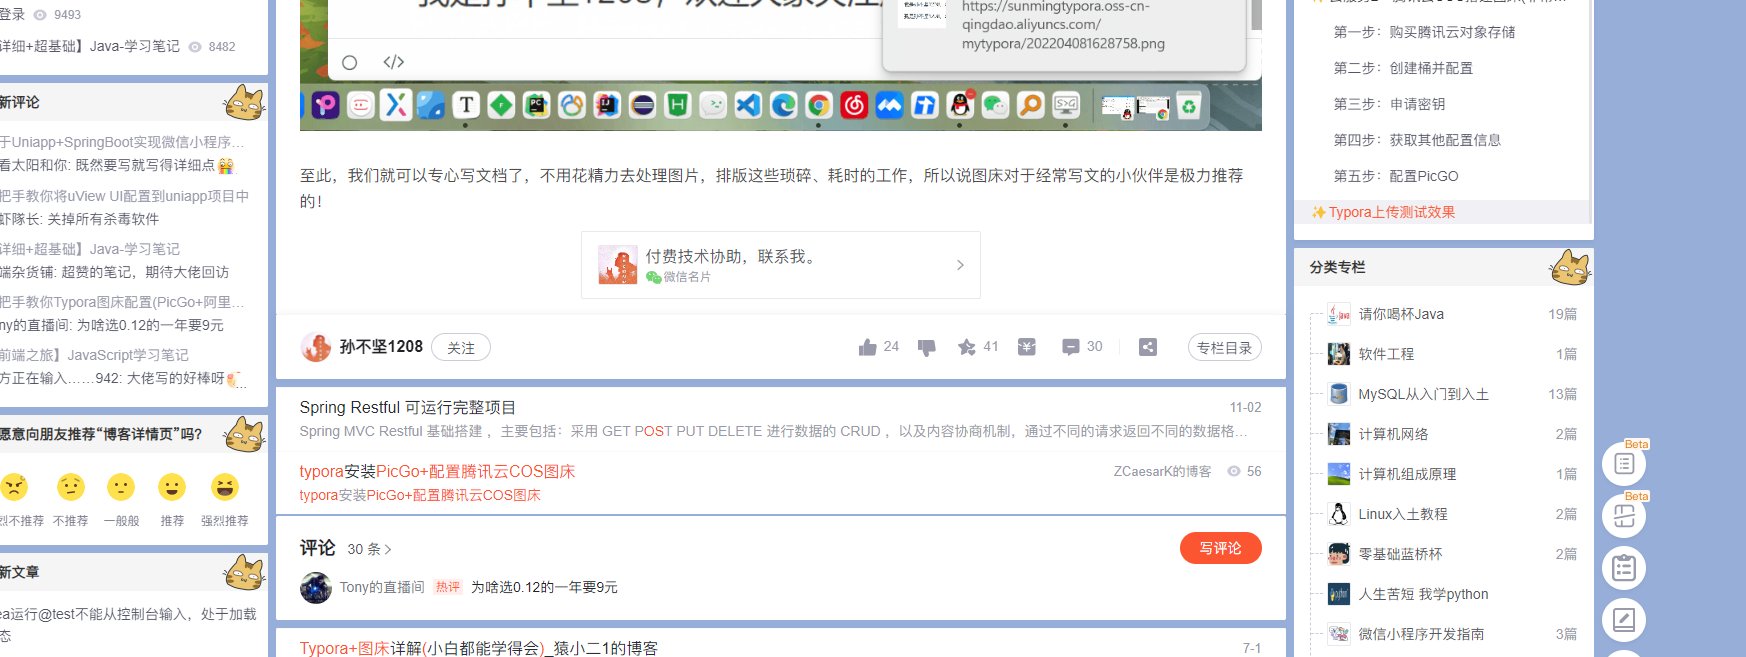 登录 9493
详细+超基础】Java-学习笔记 8482
新评论
于Uniapp+SpringBoot实现微信小程序...
看太阳和你: 既然要写就写得详细点
把手教你将uView UI配置到uniapp项目中
虾隊长: 关掉所有杀毒软件
详细+超基础】Java-学习笔记
端杂货铺: 超赞的笔记，期待大佬回访
把手教你Typora图床配置(PicGo+阿里...
ny的直播间: 为啥选0.12的一年要9元
前端之旅】JavaScript学习笔记
方正在输入……942: 大佬写的好棒呀...
愿意向朋友推荐“博客详情页”吗？
烈不推荐 不推荐 一般般 推荐 强烈推荐
新文章
ea运行@test不能从控制台输入，处于加载
态
https://sunmingtypora.oss-cn-
qingdao.aliyuncs.com/
mytypora/202204081628758.png
至此，我们就可以专心写文档了，不用花精力去处理图片，排版这些琐碎、耗时的工作，所以说图床对于经常写文的小伙伴是极力推荐
的！
付费技术协助，联系我。
微信名片
孙不坚1208 关注 24 41 30 专栏目录
Spring Restful 可运行完整项目 11-02
Spring MVC Restful 基础搭建 ，主要包括：采用 GET POST PUT DELETE 进行数据的 CRUD ，以及内容协商机制，通过不同的请求返回不同的数据格...
typora安装PicGo+配置腾讯云COS图床 ZCaesarK的博客 56
typora安装PicGo+配置腾讯云COS图床
评论 30 条 写评论
Tony的直播间 热评 为啥选0.12的一年要9元
Typora+图床详解(小白都能学得会)_猿小二1的博客 7-1
第一步：购买腾讯云对象存储
第二步：创建桶并配置
第三步：申请密钥
第四步：获取其他配置信息
第五步：配置PicGO
✨Typora上传测试效果
分类专栏
请你喝杯Java 19篇
软件工程 1篇
MySQL从入门到入土 13篇
计算机网络 2篇
计算机组成原理 1篇
Linux入土教程 2篇
零基础蓝桥杯 2篇
人生苦短 我学python
微信小程序开发指南 3篇
Beta
Beta